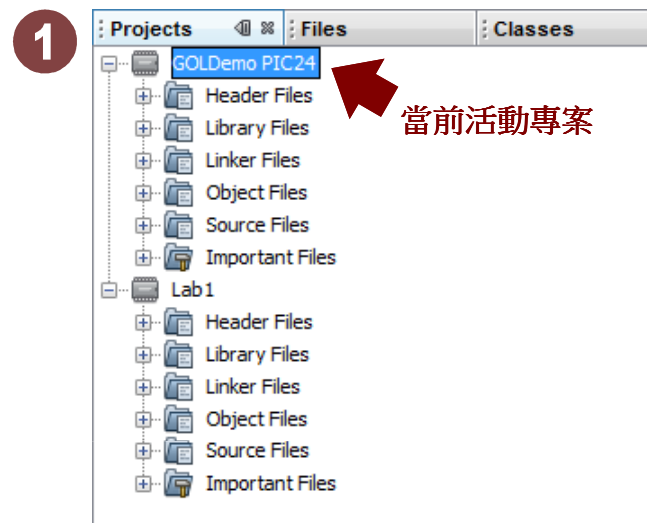 1
Projects
Files
Classes
GOLDemo PIC24
當前活動專案
Header Files
Library Files
Linker Files
Object Files
Source Files
Important Files
Lab1
Header Files
Library Files
Linker Files
Object Files
Source Files
Important Files